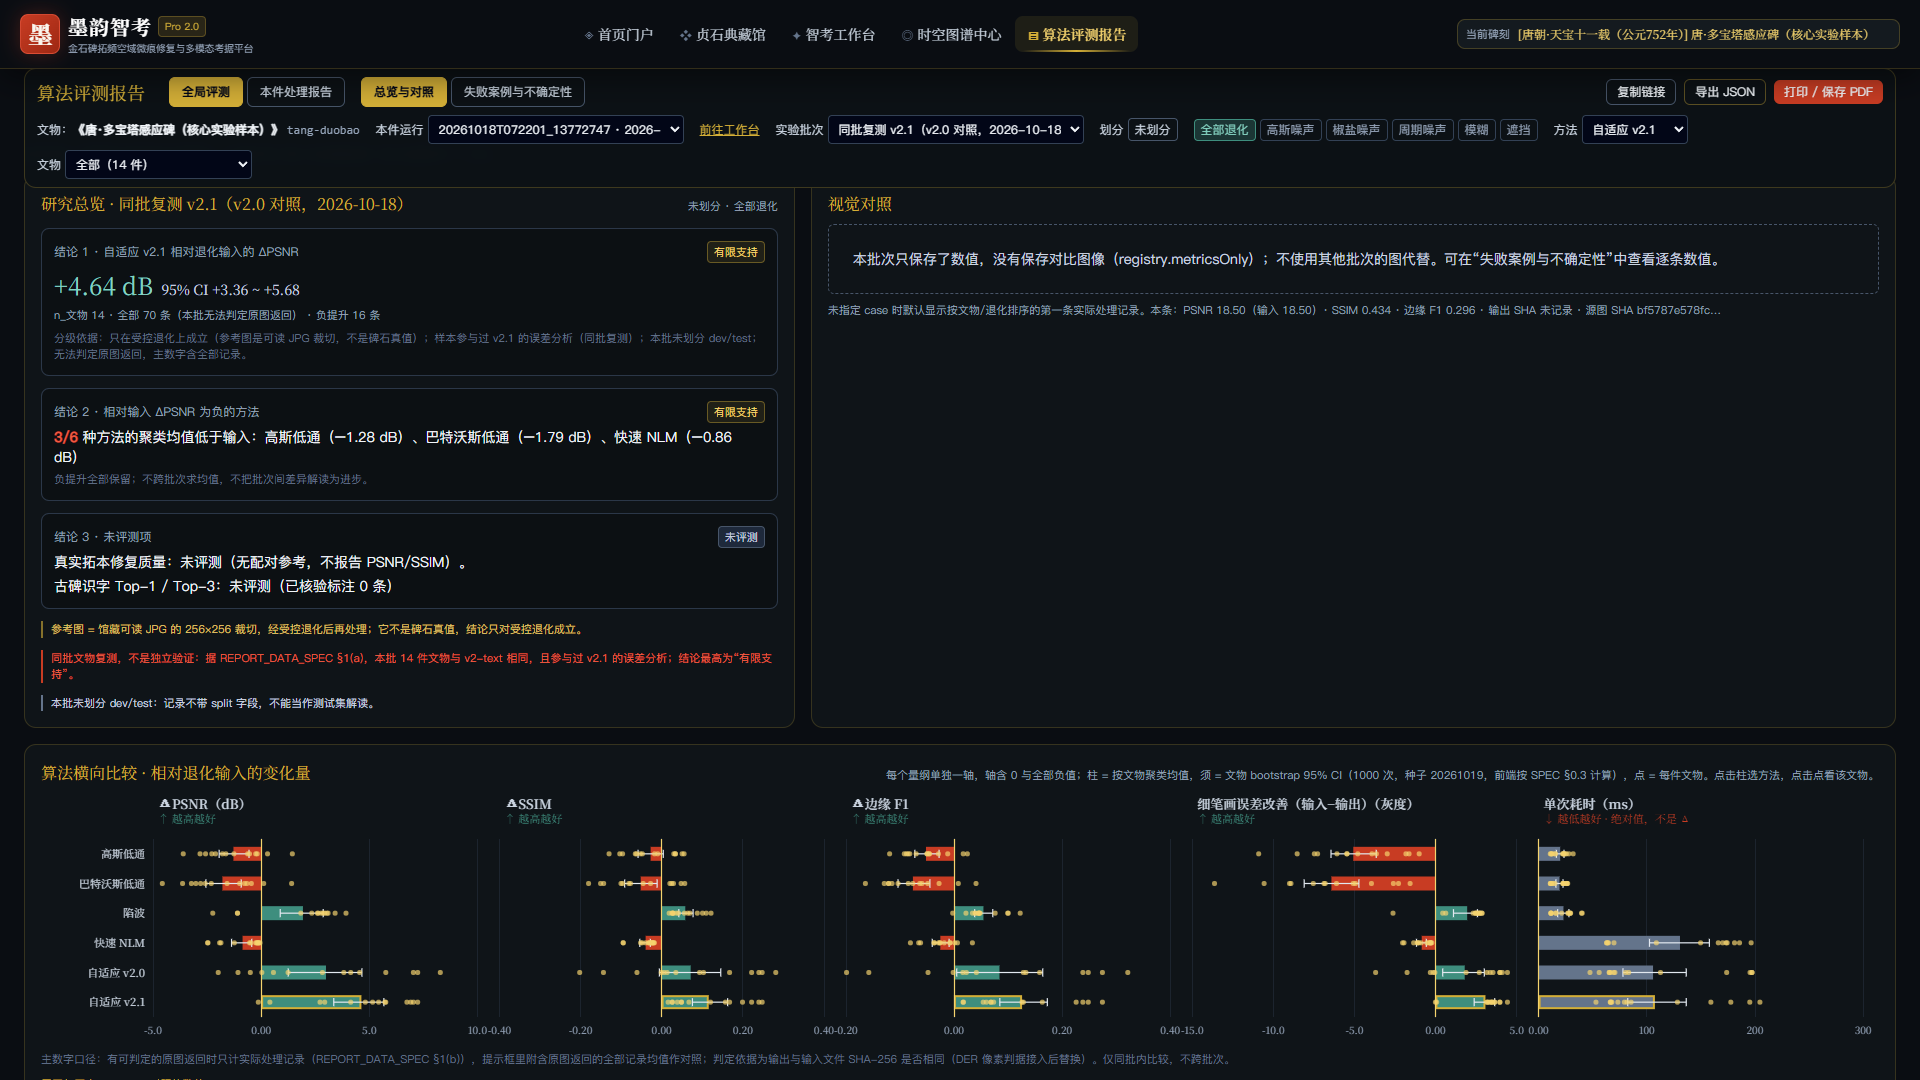 墨
墨韵智考
Pro 2.0
金石碑拓频空域微痕修复与多模态考据平台
首页门户
贞石典藏馆
智考工作台
时空图谱中心
算法评测报告
当前碑刻 [唐朝·天宝十一载（公元752年）] 唐·多宝塔感应碑（核心实验样本）
算法评测报告
全局评测
本件处理报告
总览与对照
失败案例与不确定性
复制链接
导出 JSON
打印 / 保存 PDF
文物：《唐·多宝塔感应碑（核心实验样本）》 tang-duobao
本件运行 20261018T072201_13772747 · 2026-
前往工作台
实验批次 同批复测 v2.1（v2.0 对照，2026-10-18
划分 未划分
全部退化
高斯噪声
椒盐噪声
周期噪声
模糊
遮挡
方法 自适应 v2.1
文物 全部（14 件）
研究总览 · 同批复测 v2.1（v2.0 对照，2026-10-18）
未划分 · 全部退化
结论 1 · 自适应 v2.1 相对退化输入的 ΔPSNR
有限支持
+4.64 dB 95% CI +3.36 ~ +5.68
n_文物 14 · 全部 70 条（本批无法判定原图返回） · 负提升 16 条
分级依据：只在受控退化上成立（参考图是可读 JPG 裁切，不是碑石真值）；样本参与过 v2.1 的误差分析（同批复测）；本批未划分 dev/test；
无法判定原图返回，主数字含全部记录。
结论 2 · 相对输入 ΔPSNR 为负的方法
有限支持
3/6 种方法的聚类均值低于输入：高斯低通（−1.28 dB）、巴特沃斯低通（−1.79 dB）、快速 NLM（−0.86
dB）
负提升全部保留；不跨批次求均值，不把批次间差异解读为进步。
结论 3 · 未评测项
未评测
真实拓本修复质量：未评测（无配对参考，不报告 PSNR/SSIM）。
古碑识字 Top-1 / Top-3：未评测（已核验标注 0 条）
参考图 = 馆藏可读 JPG 的 256×256 裁切，经受控退化后再处理；它不是碑石真值，结论只对受控退化成立。
同批文物复测，不是独立验证：据 REPORT_DATA_SPEC §1(a)，本批 14 件文物与 v2-text 相同，且参与过 v2.1 的误差分析；结论最高为“有限支
持”。
本批未划分 dev/test：记录不带 split 字段，不能当作测试集解读。
视觉对照
本批次只保存了数值，没有保存对比图像（registry.metricsOnly）；不使用其他批次的图代替。可在“失败案例与不确定性”中查看逐条数值。
未指定 case 时默认显示按文物/退化排序的第一条实际处理记录。本条：PSNR 18.50（输入 18.50） · SSIM 0.434 · 边缘 F1 0.296 · 输出 SHA 未记录 · 源图 SHA bf5787e578fc…
算法横向比较 · 相对退化输入的变化量
每个量纲单独一轴，轴含 0 与全部负值；柱 = 按文物聚类均值，须 = 文物 bootstrap 95% CI（1000 次，种子 20261019，前端按 SPEC §0.3 计算），点 = 每件文物。点击柱选方法，点击点看该文物。
ΔPSNR（dB）
↑ 越高越好
ΔSSIM
↑ 越高越好
Δ边缘 F1
↑ 越高越好
细笔画误差改善（输入−输出）（灰度）
↑ 越高越好
单次耗时（ms）
↓ 越低越好 · 绝对值，不是 Δ
高斯低通
巴特沃斯低通
陷波
快速 NLM
自适应 v2.0
自适应 v2.1
-5.0 0.00 5.0 10.0 -0.40 -0.20 0.00 0.20 0.40 -0.20 0.00 0.20 0.40 -15.0 -10.0 -5.0 0.00 5.0 0.00 100 200 300
主数字口径：有可判定的原图返回时只计实际处理记录（REPORT_DATA_SPEC §1(b)），提示框里附含原图返回的全部记录均值作对照；判定依据为输出与输入文件 SHA-256 是否相同（DER 像素判据接入后替换）。仅同批内比较，不跨批次。